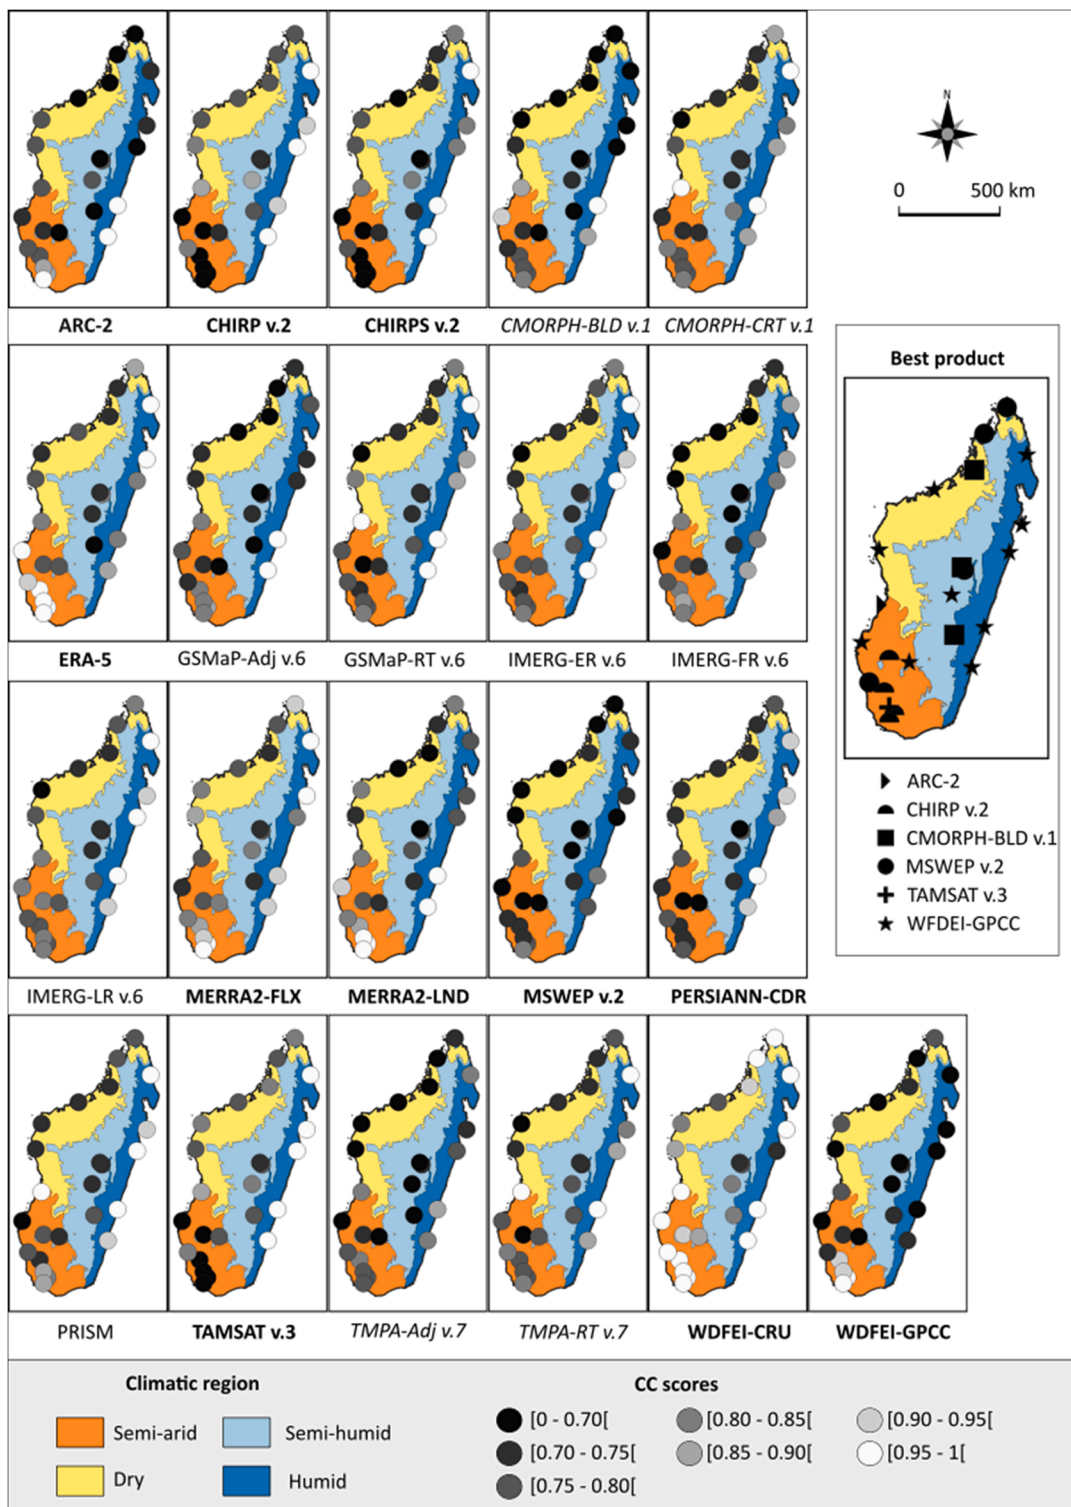 N
0 500 km
ARC-2 CHIRP v.2 CHIRPS v.2 CMORPH-BLD v.1 CMORPH-CRT v.1
Best product
ERA-5 GSMaP-Adj v.6 GSMaP-RT v.6 IMERG-ER v.6 IMERG-FR v.6
ARC-2
CHIRP v.2
CMORPH-BLD v.1
MSWEP v.2
TAMSAT v.3
WFDEI-GPCC
IMERG-LR v.6 MERRA2-FLX MERRA2-LND MSWEP v.2 PERSIANN-CDR
PRISM TAMSAT v.3 TMPA-Adj v.7 TMPA-RT v.7 WDFEI-CRU WDFEI-GPCC
Climatic region
Semi-arid Semi-humid
Dry Humid
CC scores
[0 - 0.70[ [0.80 - 0.85[ [0.90 - 0.95[
[0.70 - 0.75[ [0.85 - 0.90[ [0.95 - 1[
[0.75 - 0.80[